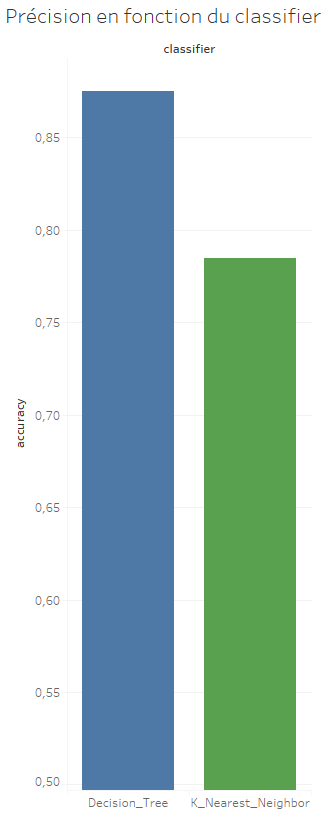 Précision en fonction du classifier
classifier
0,85
0,80
0,75
0,70
accuracy
0,65
0,60
0,55
0,50
Decision_Tree
K_Nearest_Neighbor